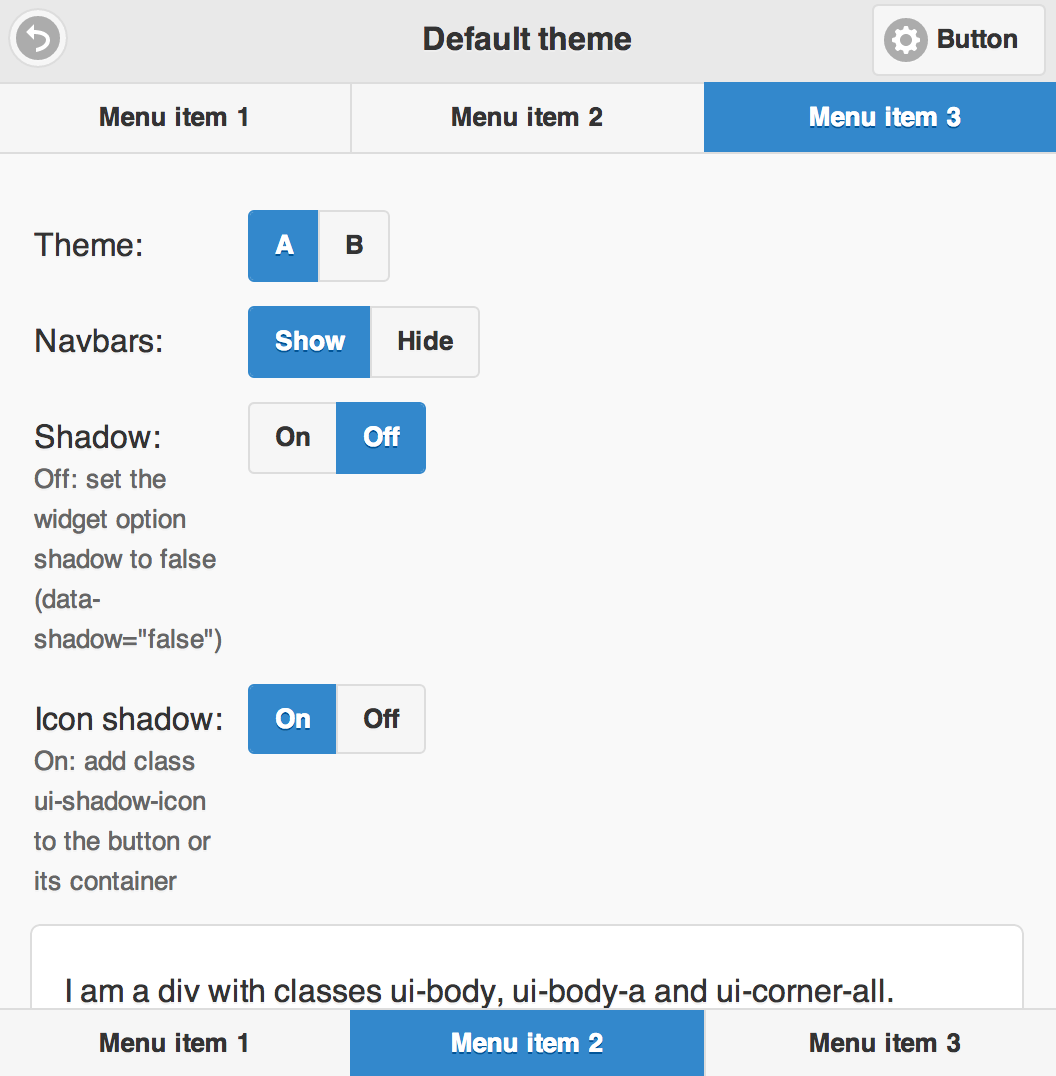 Default theme
Button
Menu item 1
Menu item 2
Menu item 3
Theme:
A
B
Navbars:
Show
Hide
Shadow:
On
Off
Off: set the
widget option
shadow to false
(data-
shadow="false")
Icon shadow:
On
Off
On: add class
ui-shadow-icon
to the button or
its container
I am a div with classes ui-body, ui-body-a and ui-corner-all.
Menu item 1
Menu item 2
Menu item 3